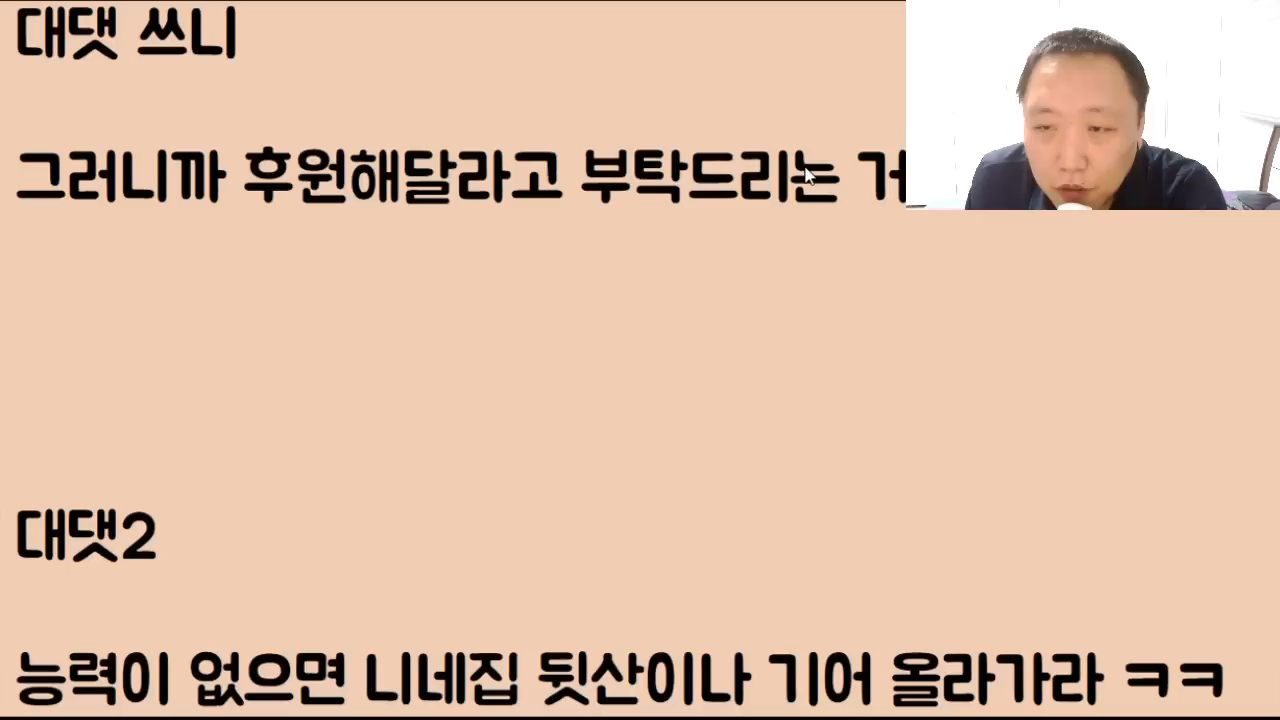 대댓 쓰니
그러니까 후원해달라고 부탁드리는
대댓2
능력이 없으면 니네집 뒷산이나 기어 올라가라 ㅋㅋ